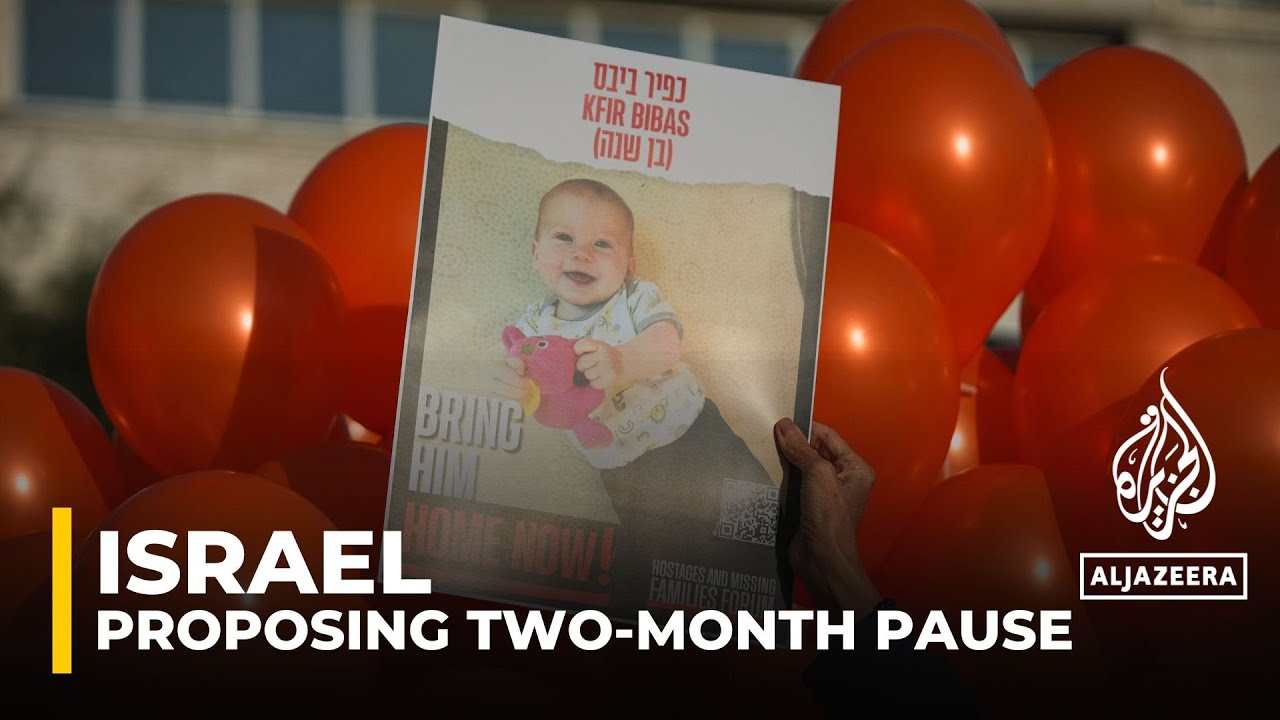 כפיר ביבס
KFIR BIBAS
(בן שנה)
BRING
HIM
HOME NOW!
HOSTAGES AND MISSING
FAMILIES FORUM
ISRAEL
PROPOSING TWO-MONTH PAUSE
الجزيرة
ALJAZEERA